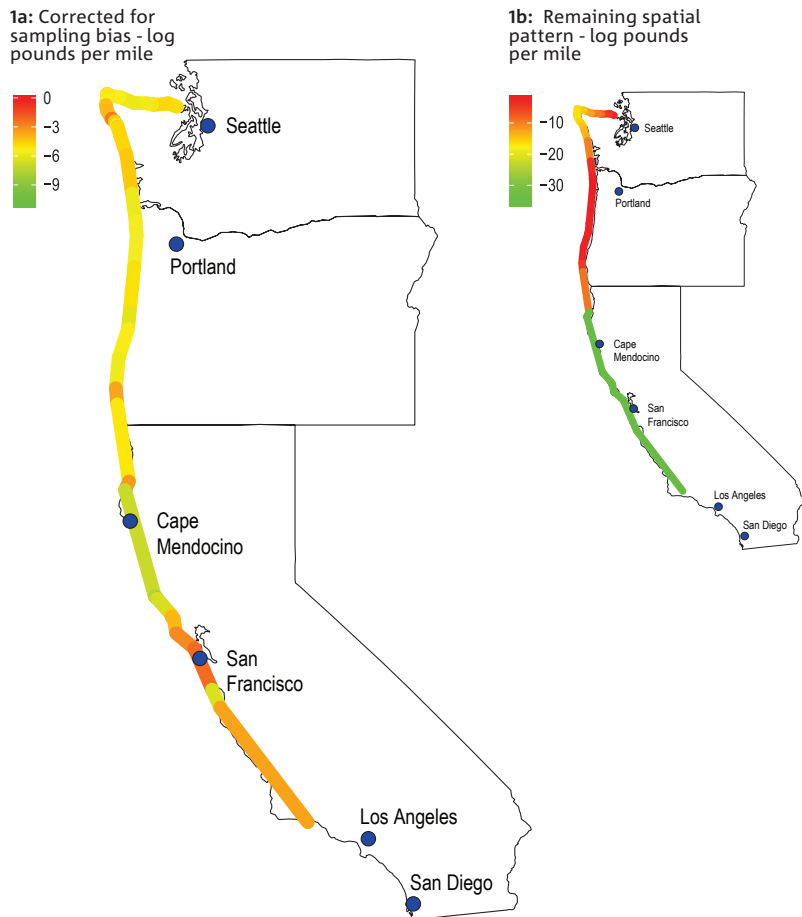 1a: Corrected for
sampling bias - log
pounds per mile
0
−3
−6
−9
Seattle
Portland
Cape
Mendocino
San
Francisco
Los Angeles
San Diego
1b: Remaining spatial
pattern - log pounds
per mile
−10
−20
−30
Seattle
Portland
Cape
Mendocino
San
Francisco
Los Angeles
San Diego